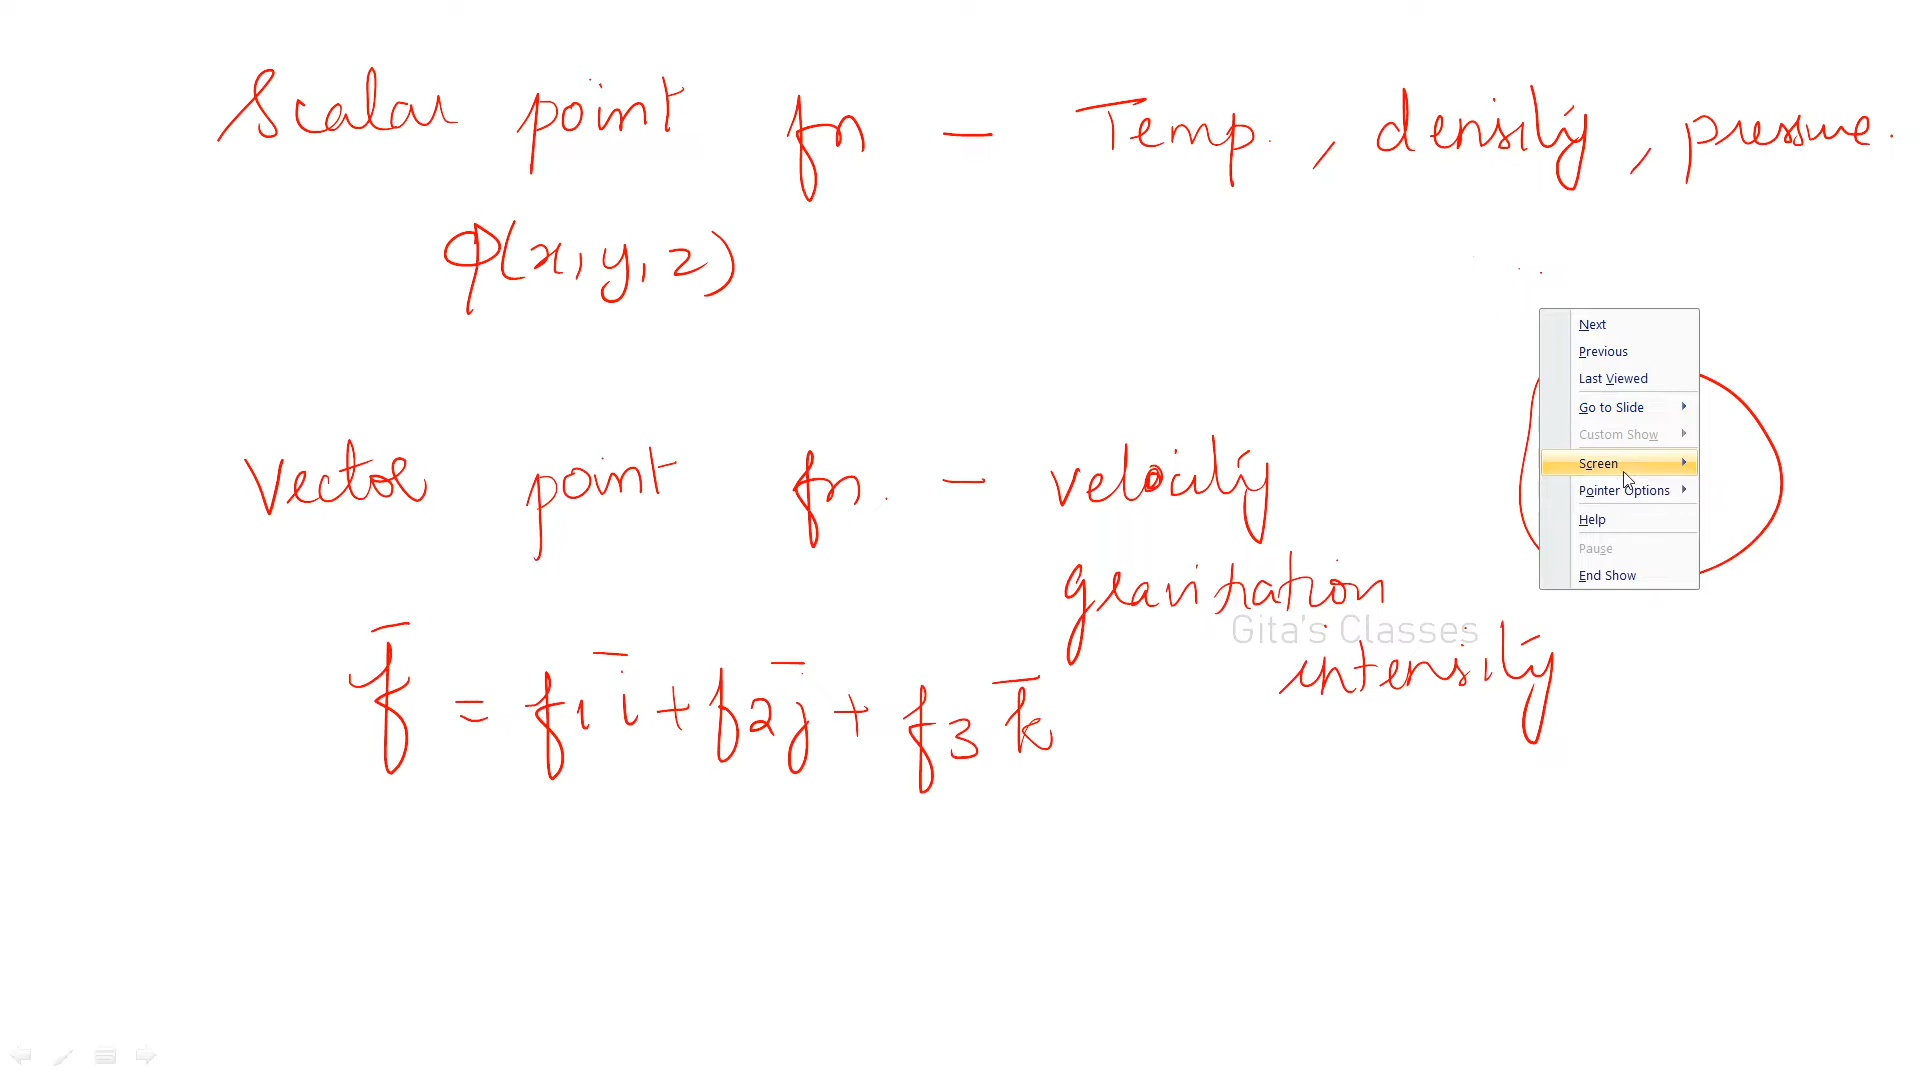 Scalar point fn - Temp., density, pressure.
φ(x, y, z)
Vector point fn. - velocity
gravitation
intensity
f̅ = f1 i̅ + f2 j̅ + f3 k̅
Gita's Classes
Next
Previous
Last Viewed
Go to Slide
Custom Show
Screen
Pointer Options
Help
Pause
End Show